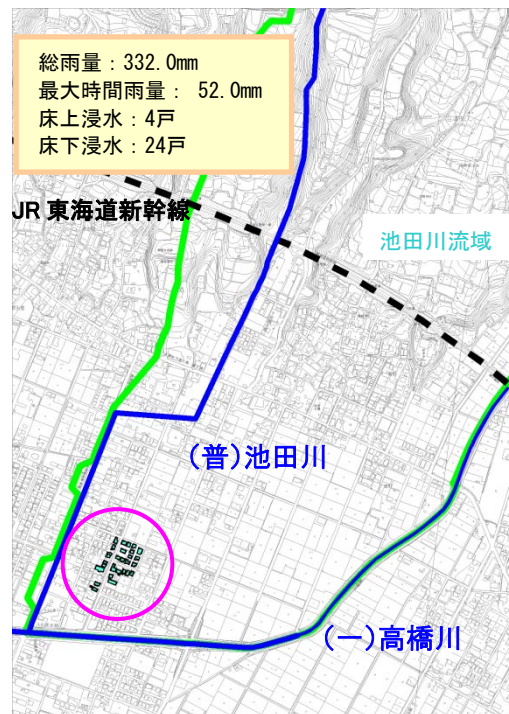 総雨量：332.0mm
最大時間雨量： 52.0mm
床上浸水：4戸
床下浸水：24戸
JR 東海道新幹線
池田川流域
(普)池田川
(一)高橋川